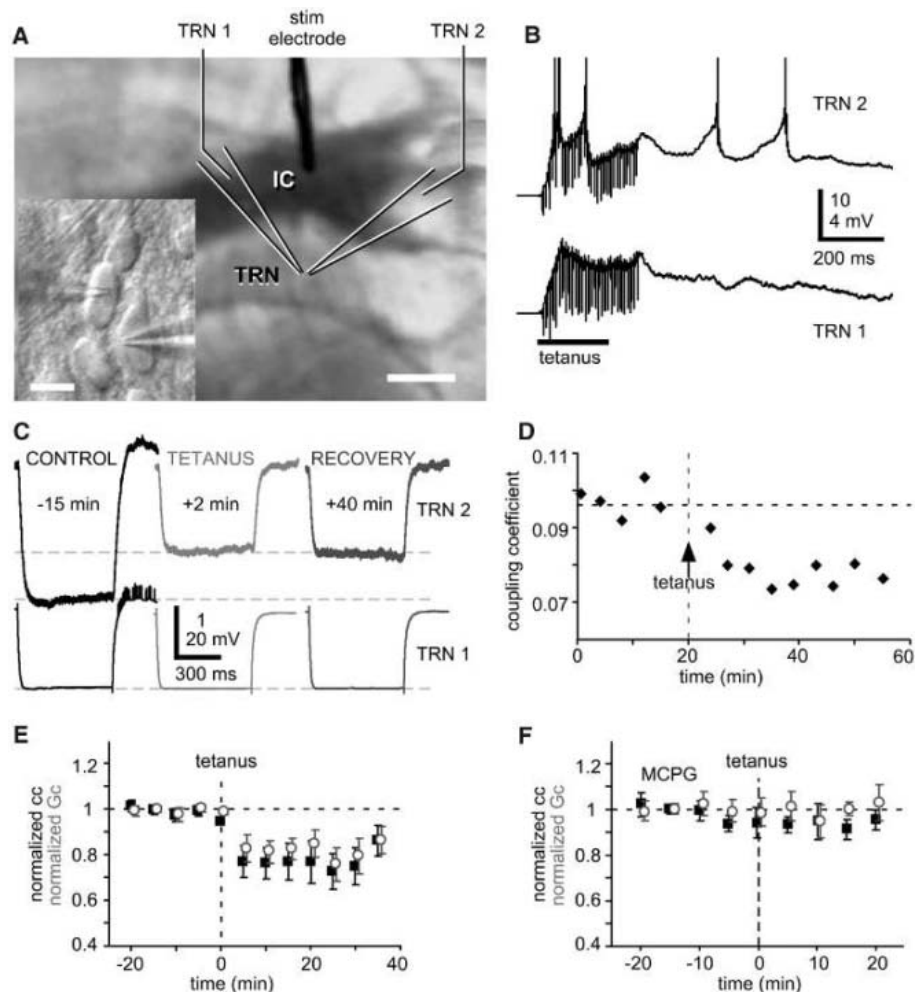 A
TRN 1
stim
electrode
TRN 2
IC
TRN
B
TRN 2
10
4 mV
200 ms
TRN 1
tetanus
C
CONTROL
TETANUS
RECOVERY
-15 min
+2 min
+40 min
TRN 2
1
20 mV
300 ms
TRN 1
D
coupling coefficient
0.11
0.09
0.07
tetanus
0 20 40 60
time (min)
E
tetanus
normalized cc
normalized Gc
1.2
1
0.8
0.6
0.4
-20 0 20 40
time (min)
F
tetanus
MCPG
normalized cc
normalized Gc
1.2
1
0.8
0.6
0.4
-20 -10 0 10 20
time (min)